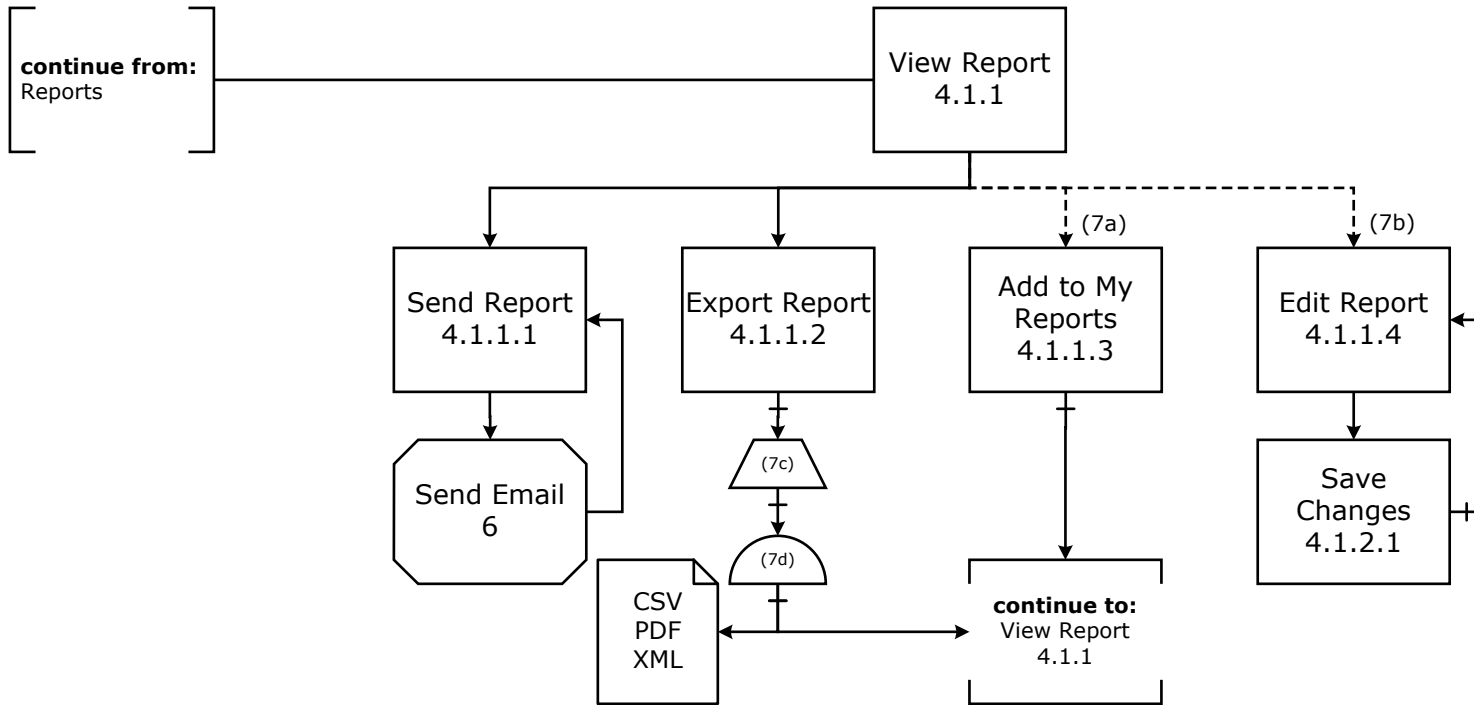 continue from:
Reports
View Report
4.1.1
(7a)
(7b)
Send Report
4.1.1.1
Export Report
4.1.1.2
Add to My
Reports
4.1.1.3
Edit Report
4.1.1.4
(7c)
Send Email
6
Save
Changes
4.1.2.1
(7d)
CSV
PDF
XML
continue to:
View Report
4.1.1